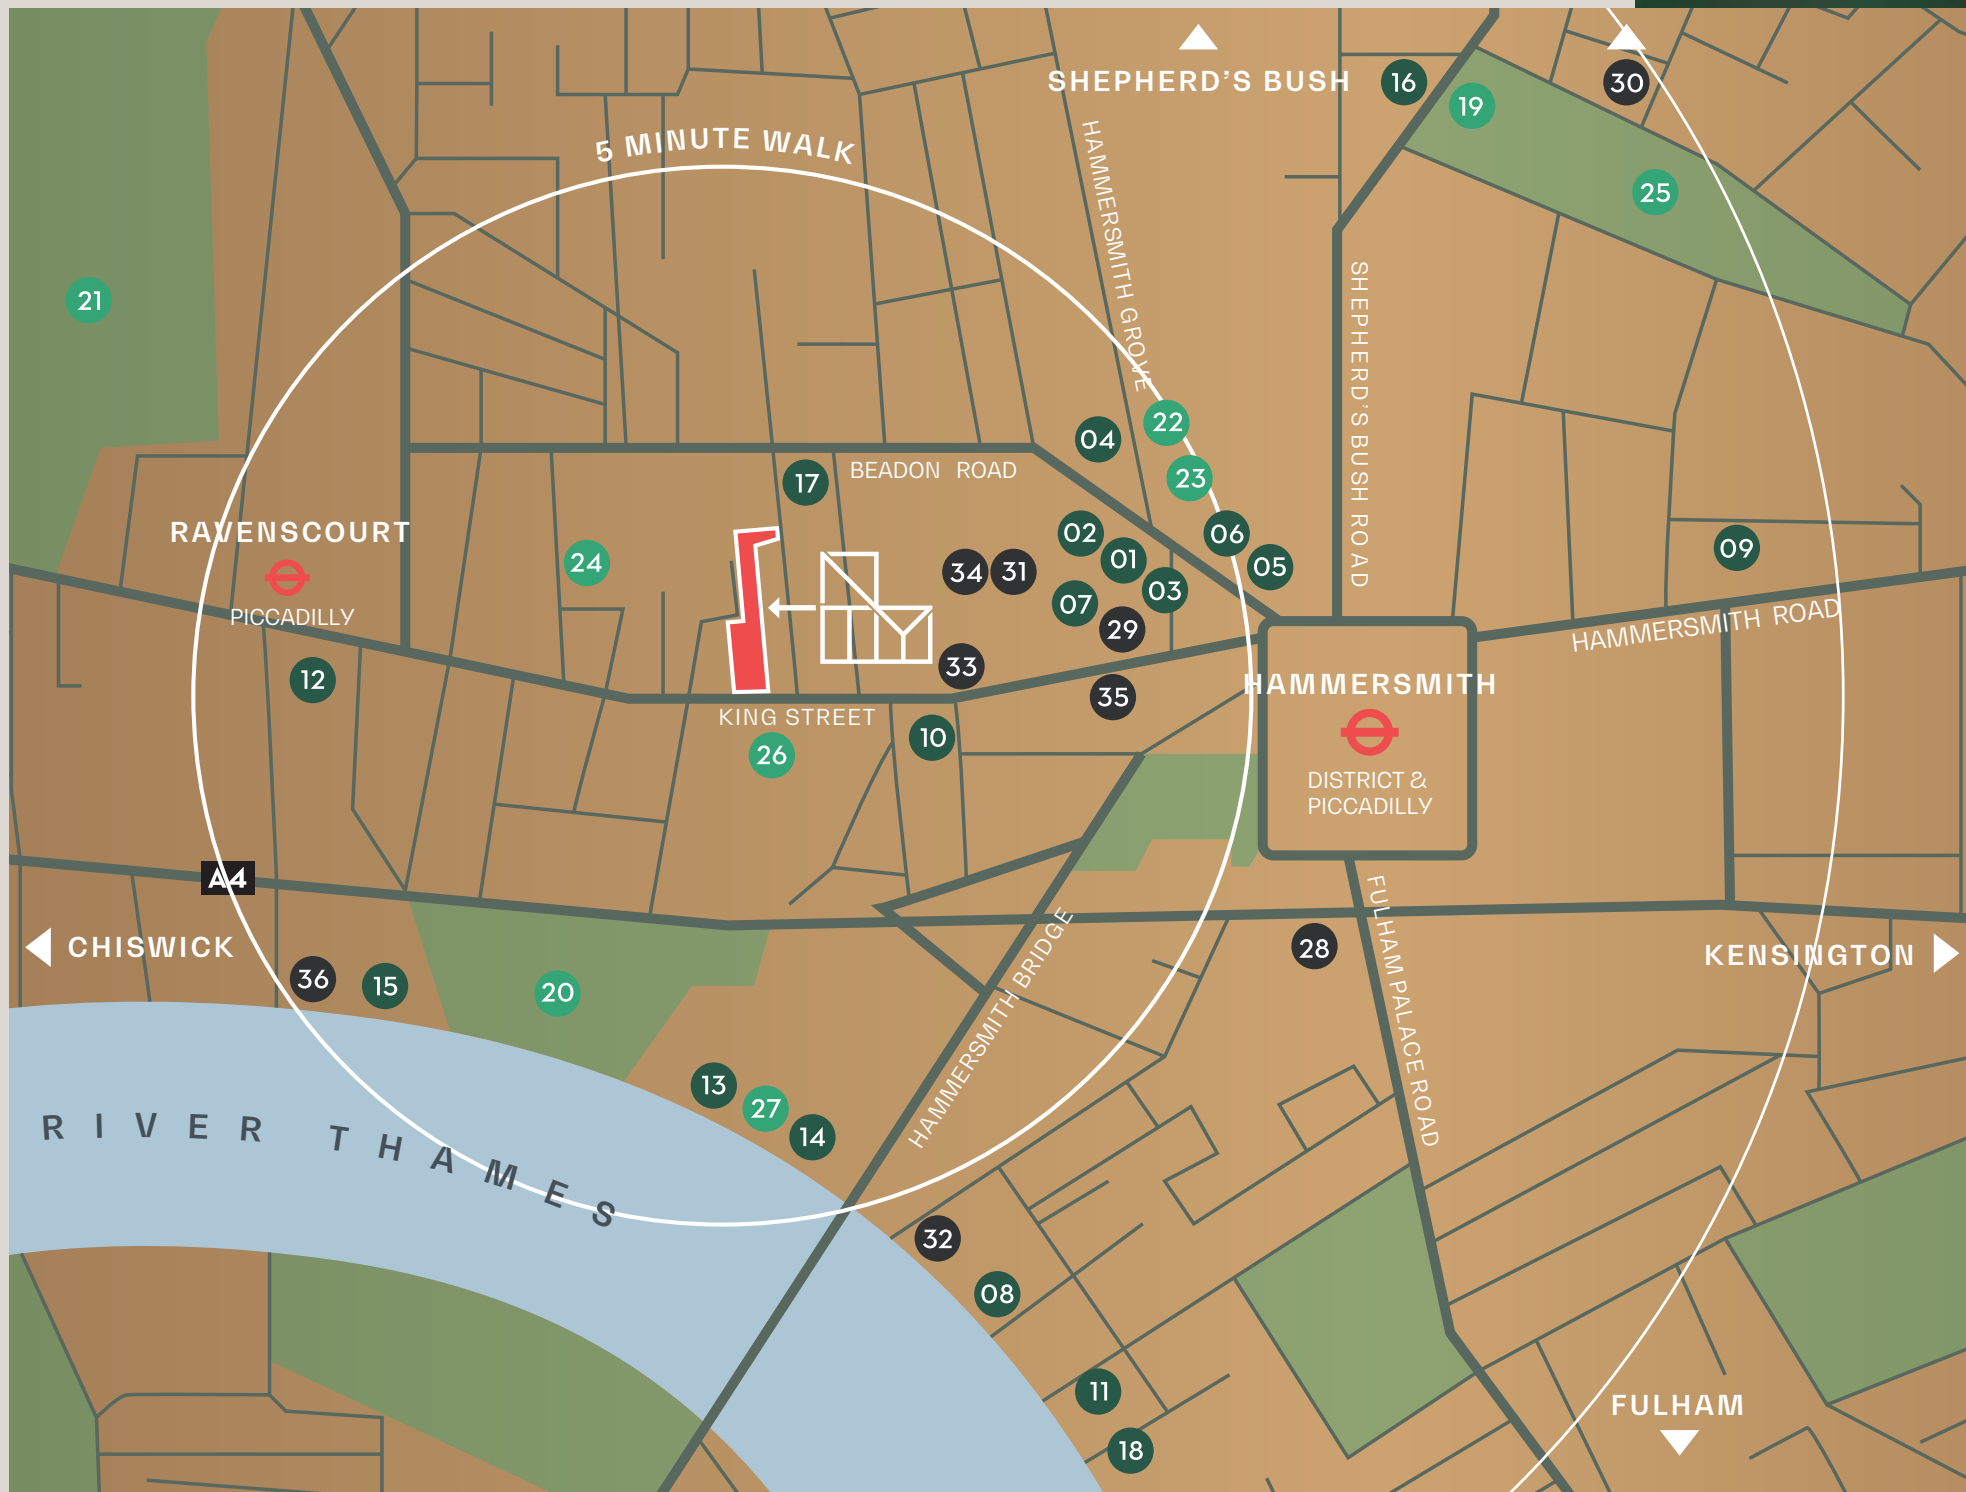 SHEPHERD’S BUSH
16
19
30
5 MINUTE WALK
HAMMERSMITH GROVE
25
21
SHEPHERD’S BUSH ROAD
22
04
BEADON ROAD
17
23
RAVENSCOURT
PICCADILLY
24
02
06
01
05
09
34
31
07
03
29
HAMMERSMITH ROAD
12
33
35
HAMMERSMITH
DISTRICT &
PICCADILLY
KING STREET
26
10
A4
CHISWICK
36
15
20
28
FULHAM PALACE ROAD
KENSINGTON
HAMMERSMITH BRIDGE
13
27
14
RIVER THAMES
32
08
11
18
FULHAM